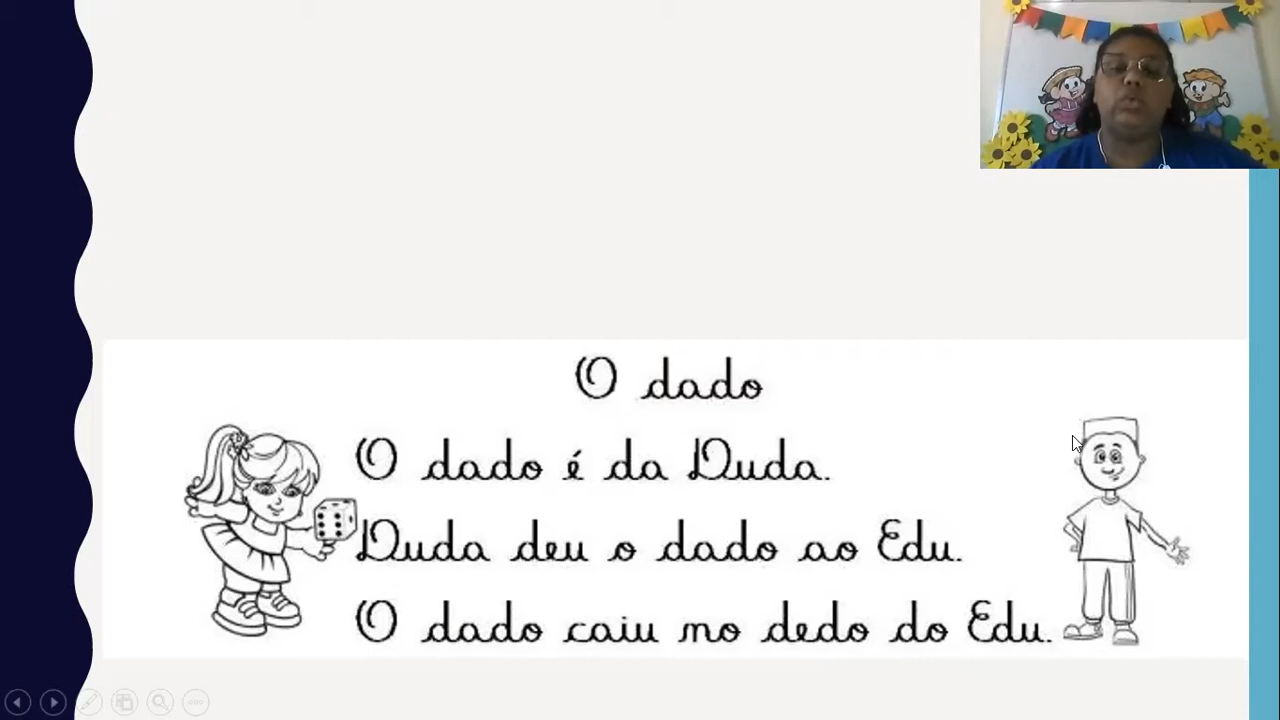 O dado
O dado é da Duda.
Duda deu o dado ao Edu.
O dado caiu no dedo do Edu.